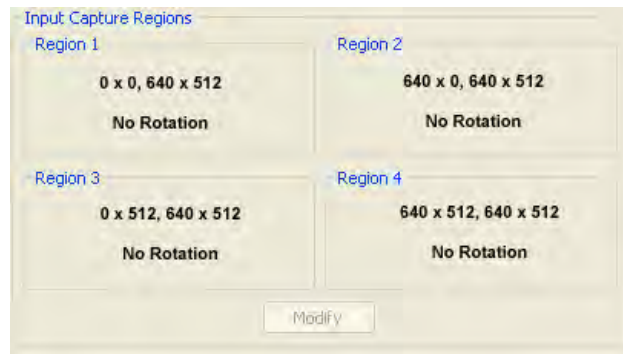 Input Capture Regions
Region 1
0 x 0, 640 x 512
No Rotation
Region 2
640 x 0, 640 x 512
No Rotation
Region 3
0 x 512, 640 x 512
No Rotation
Region 4
640 x 512, 640 x 512
No Rotation
Modify